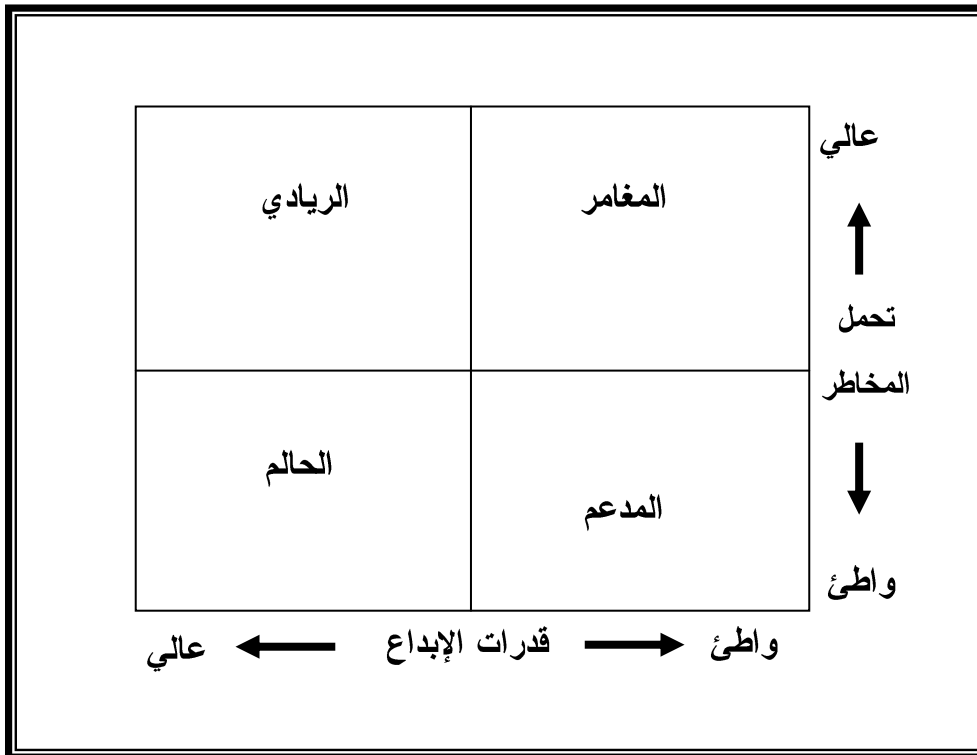 عالي
المغامر
الريادي
تحمل
المخاطر
الحالم
المدعم
واطئ
واطئ قدرات الإبداع عالي